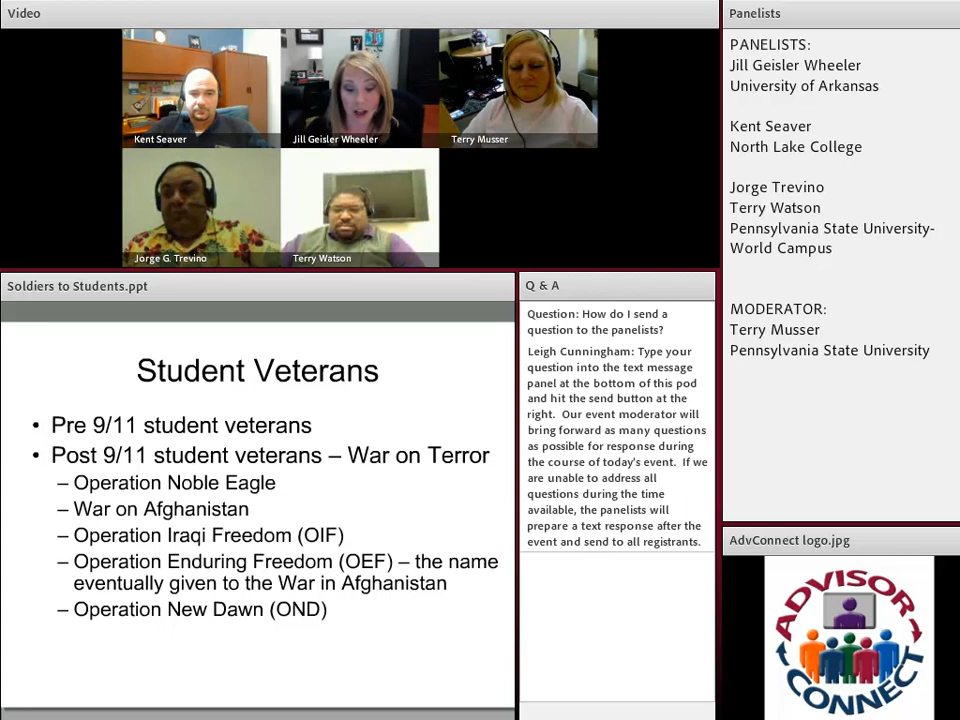 Video
Kent Seaver
Jill Geisler Wheeler
Terry Musser
Jorge G. Trevino
Terry Watson
Soldiers to Students.ppt
Student Veterans
• Pre 9/11 student veterans
• Post 9/11 student veterans – War on Terror
– Operation Noble Eagle
– War on Afghanistan
– Operation Iraqi Freedom (OIF)
– Operation Enduring Freedom (OEF) – the name
eventually given to the War in Afghanistan
– Operation New Dawn (OND)
Q & A
Question: How do I send a
question to the panelists?
Leigh Cunningham: Type your
question into the text message
panel at the bottom of this pod
and hit the send button at the
right. Our event moderator will
bring forward as many questions
as possible for response during
the course of today's event. If we
are unable to address all
questions during the time
available, the panelists will
prepare a text response after the
event and send to all registrants.
Panelists
PANELISTS:
Jill Geisler Wheeler
University of Arkansas
Kent Seaver
North Lake College
Jorge Trevino
Terry Watson
Pennsylvania State University-
World Campus
MODERATOR:
Terry Musser
Pennsylvania State University
AdvConnect logo.jpg
ADVISOR
CONNECT